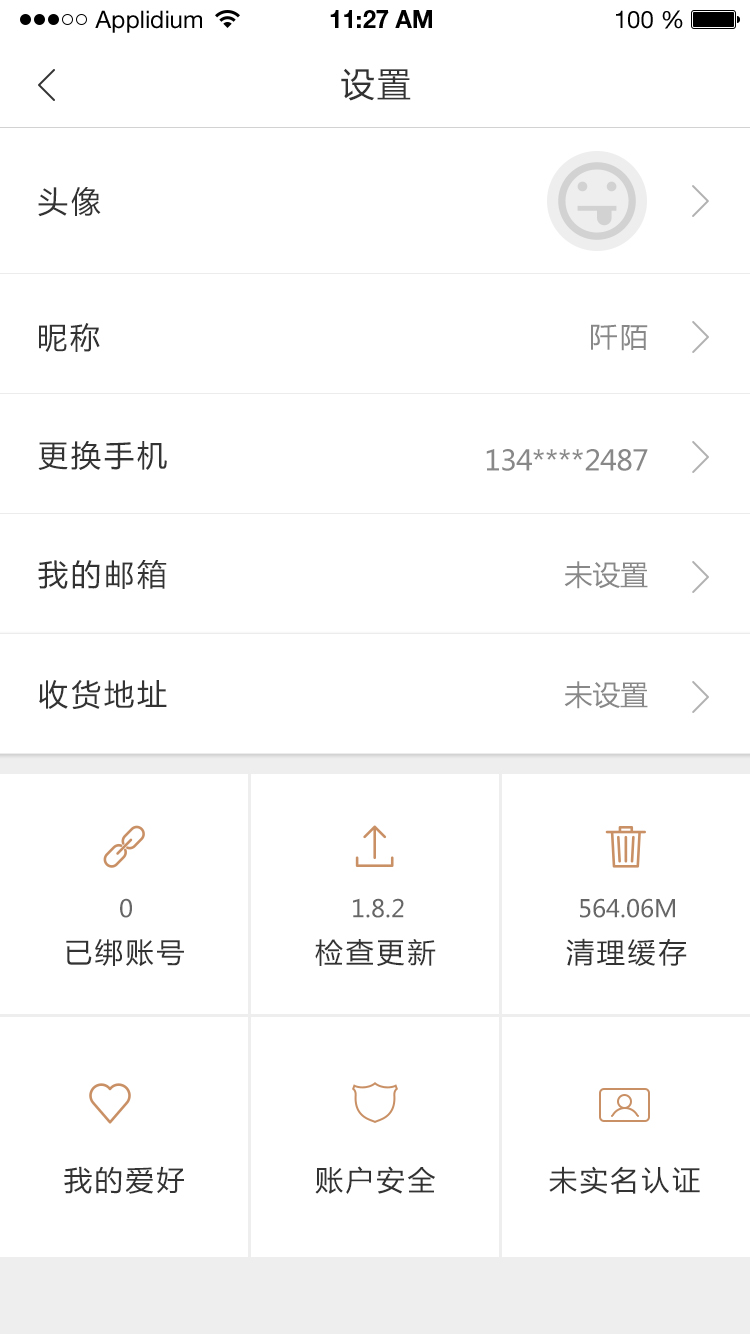 Applidium 11:27 AM 100 %
设置
头像
昵称 阡陌
更换手机 134****2487
我的邮箱 未设置
收货地址 未设置
0 1.8.2 564.06M
已绑账号 检查更新 清理缓存
我的爱好 账户安全 未实名认证